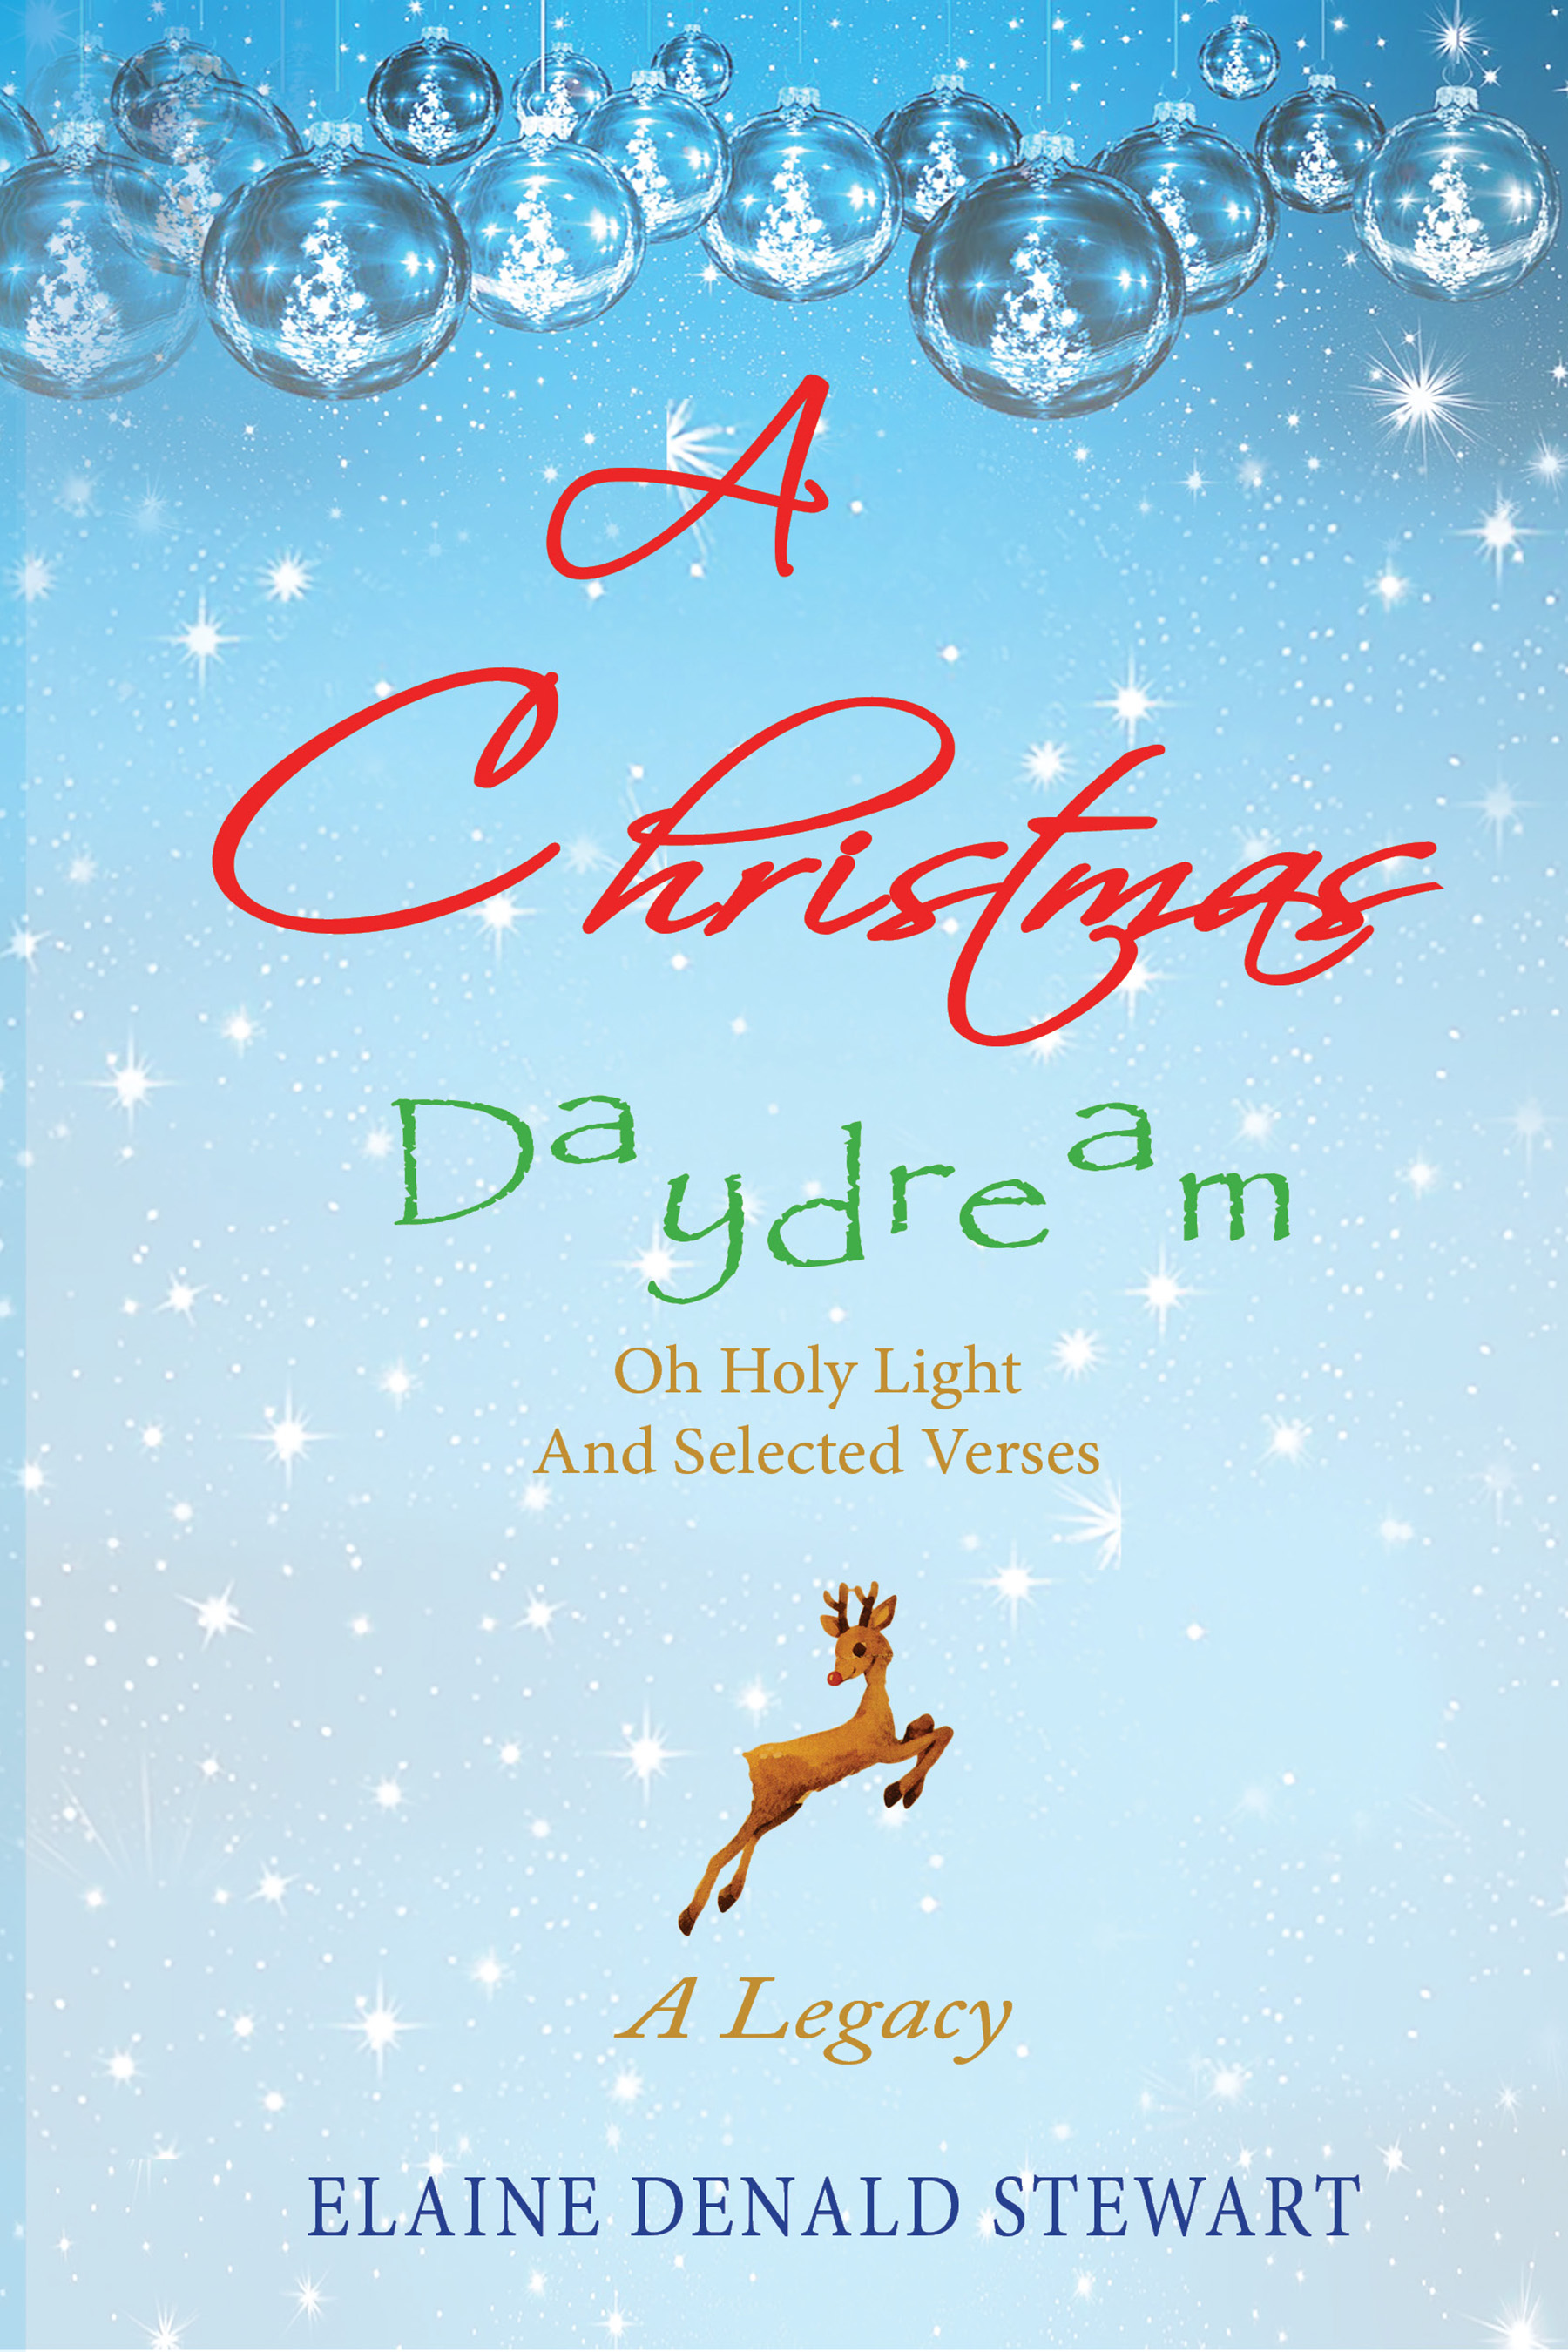 A
Christmas
Daydream
Oh Holy Light
And Selected Verses
A Legacy
ELAINE DENALD STEWART